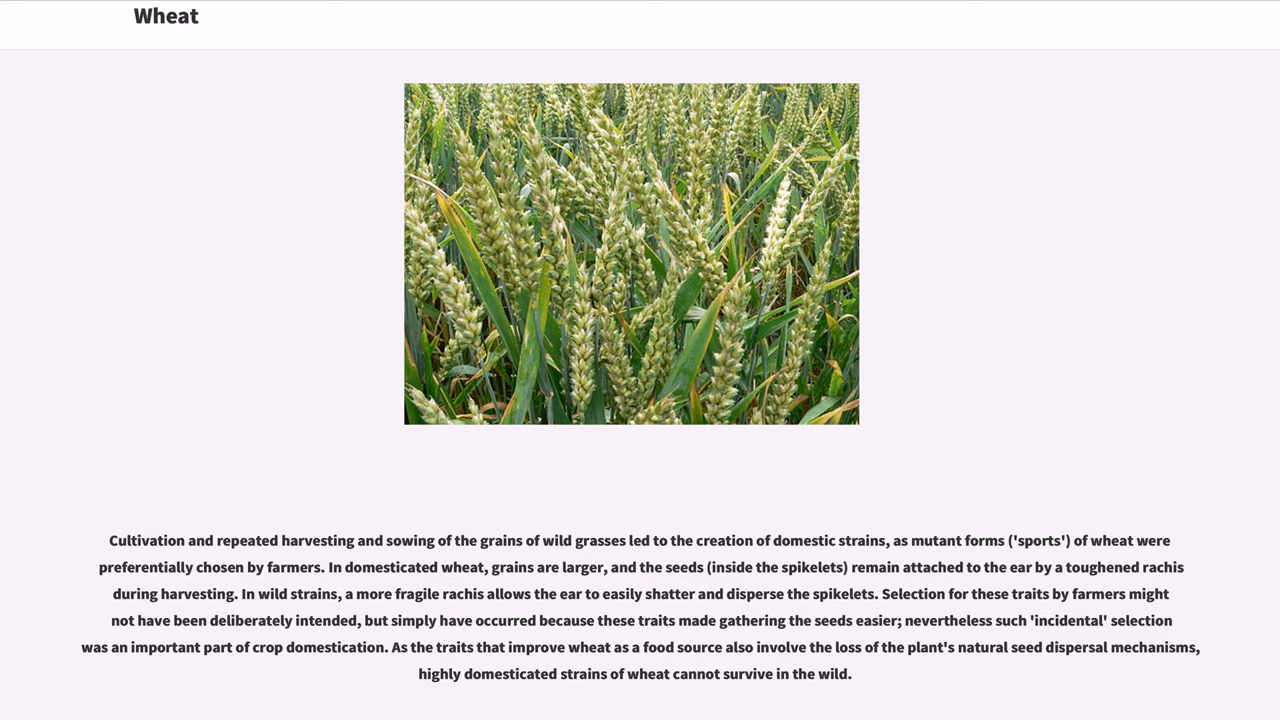 Wheat
Cultivation and repeated harvesting and sowing of the grains of wild grasses led to the creation of domestic strains, as mutant forms ('sports') of wheat were
preferentially chosen by farmers. In domesticated wheat, grains are larger, and the seeds (inside the spikelets) remain attached to the ear by a toughened rachis
during harvesting. In wild strains, a more fragile rachis allows the ear to easily shatter and disperse the spikelets. Selection for these traits by farmers might
not have been deliberately intended, but simply have occurred because these traits made gathering the seeds easier; nevertheless such 'incidental' selection
was an important part of crop domestication. As the traits that improve wheat as a food source also involve the loss of the plant's natural seed dispersal mechanisms,
highly domesticated strains of wheat cannot survive in the wild.